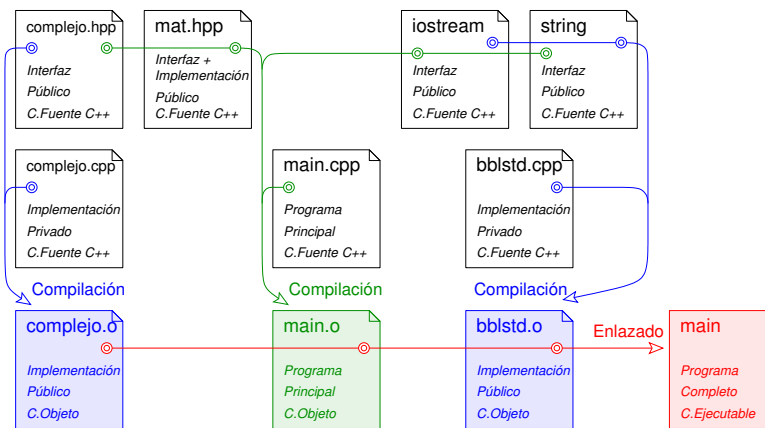 complejo.hpp
Interfaz
Público
C.Fuente C++
mat.hpp
Interfaz +
Implementación
Público
C.Fuente C++
iostream
Interfaz
Público
C.Fuente C++
string
Interfaz
Público
C.Fuente C++
complejo.cpp
Implementación
Privado
C.Fuente C++
main.cpp
Programa
Principal
C.Fuente C++
bblstd.cpp
Implementación
Privado
C.Fuente C++
Compilación
Compilación
Compilación
complejo.o
Implementación
Público
C.Objeto
main.o
Programa
Principal
C.Objeto
bblstd.o
Implementación
Público
C.Objeto
Enlazado
main
Programa
Completo
C.Ejecutable